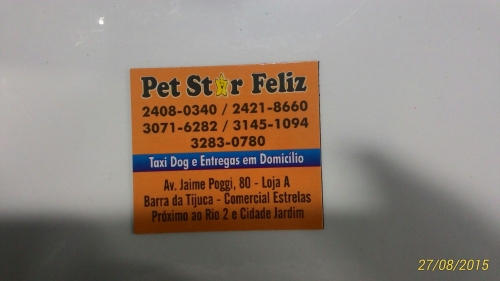 Pet Star Feliz
2408-0340 / 2421-8660
3071-6282 / 3145-1094
3283-0780
Taxi Dog e Entregas em Domicílio
Av. Jaime Poggi, 80 - Loja A
Barra da Tijuca - Comercial Estrelas
Próximo ao Rio 2 e Cidade Jardim
27/08/2015